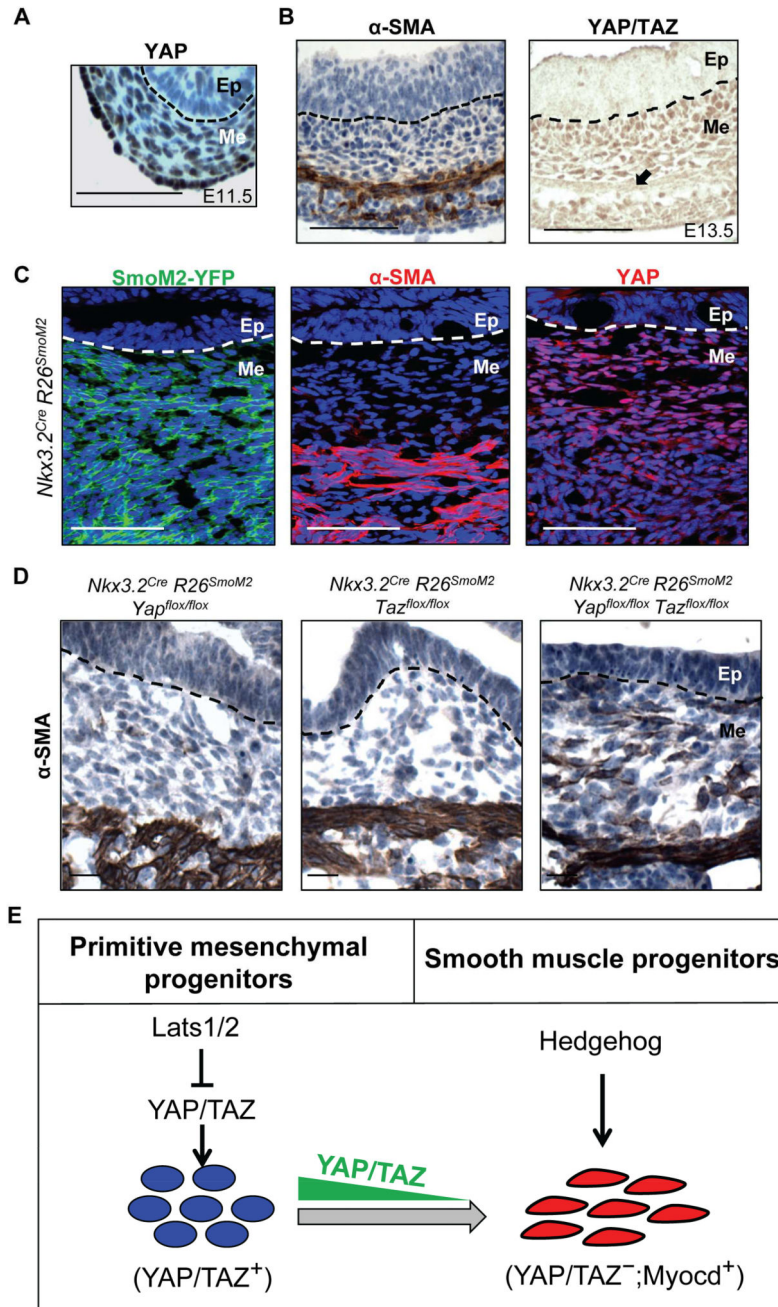 A
YAP
Ep
Me
E11.5
B
α-SMA
YAP/TAZ
Ep
Me
E13.5
C
SmoM2-YFP
α-SMA
YAP
Nkx3.2Cre R26SmoM2
Ep
Me
Ep
Me
Ep
Me
D
Nkx3.2Cre R26SmoM2
Yapflox/flox
Nkx3.2Cre R26SmoM2
Tazflox/flox
Nkx3.2Cre R26SmoM2
Yapflox/flox Tazflox/flox
α-SMA
Ep
Me
E
Primitive mesenchymal
progenitors
Smooth muscle progenitors
Lats1/2
YAP/TAZ
Hedgehog
YAP/TAZ
(YAP/TAZ+)
(YAP/TAZ−;Myocd+)